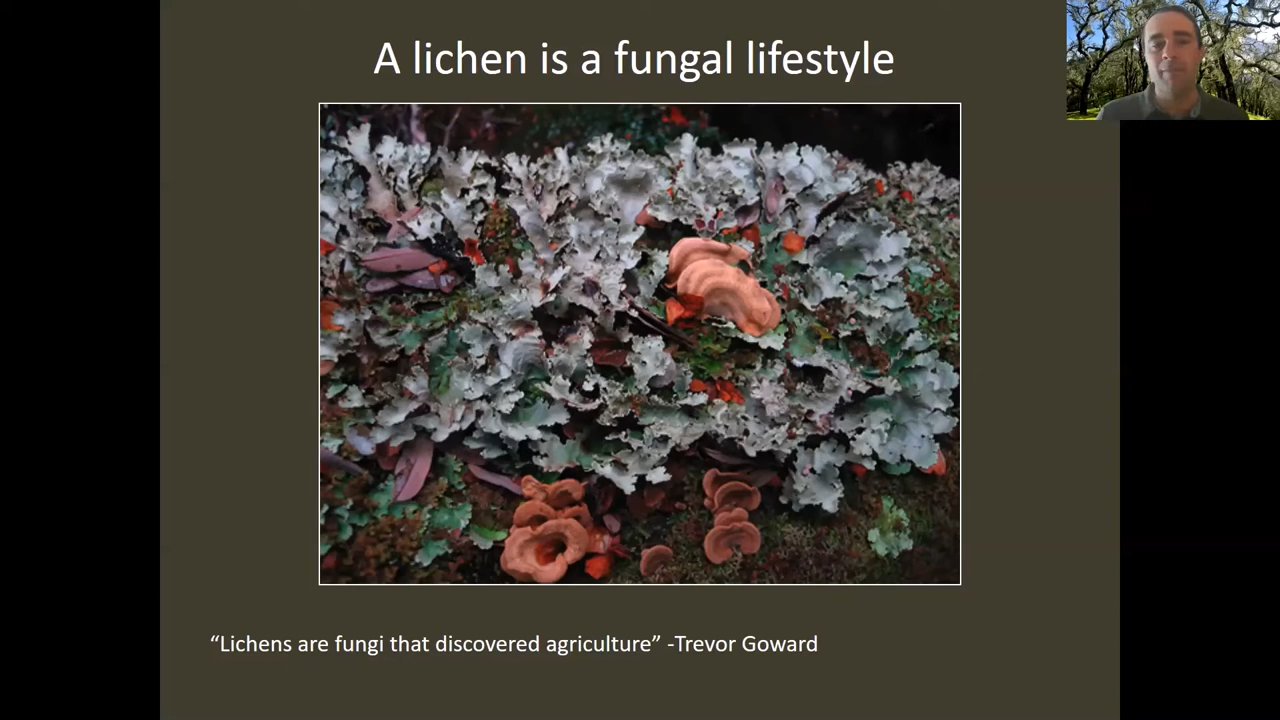 A lichen is a fungal lifestyle
“Lichens are fungi that discovered agriculture” -Trevor Goward